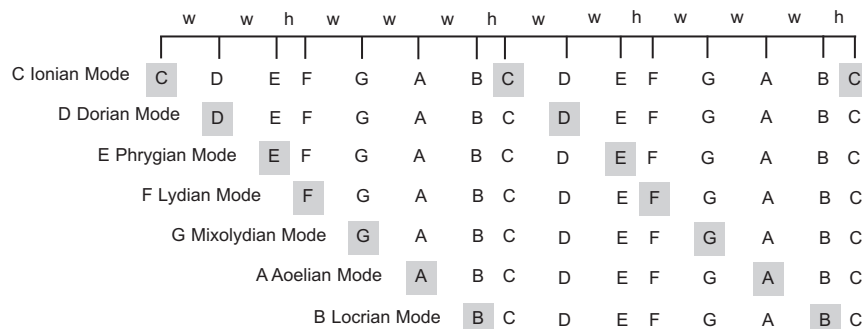 w w h w w w h w w h w w w h
C Ionian Mode C D E F G A B C D E F G A B C
D Dorian Mode D E F G A B C D E F G A B C
E Phrygian Mode E F G A B C D E F G A B C
F Lydian Mode F G A B C D E F G A B C
G Mixolydian Mode G A B C D E F G A B C
A Aoelian Mode A B C D E F G A B C
B Locrian Mode B C D E F G A B C